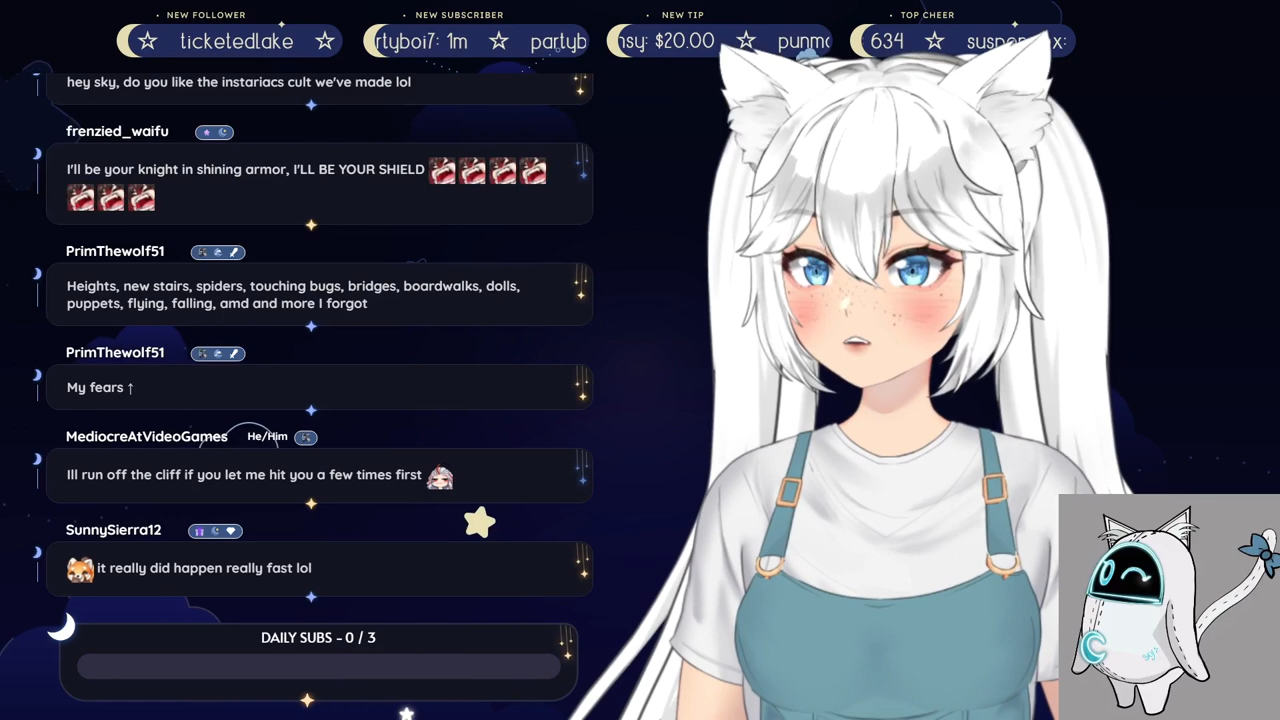 NEW FOLLOWER
NEW SUBSCRIBER
NEW TIP
TOP CHEER
ticketedlake
rtyboi7: 1m
partyb
nsy: $20.00
punm
634
x:
hey sky, do you like the instariacs cult we've made lol
frenzied_waifu
I'll be your knight in shining armor, I'LL BE YOUR SHIELD
PrimThewolf51
Heights, new stairs, spiders, touching bugs, bridges, boardwalks, dolls,
puppets, flying, falling, amd and more I forgot
PrimThewolf51
My fears ↑
MediocreAtVideoGames He/Him
Ill run off the cliff if you let me hit you a few times first
SunnySierra12
it really did happen really fast lol
DAILY SUBS - 0 / 3